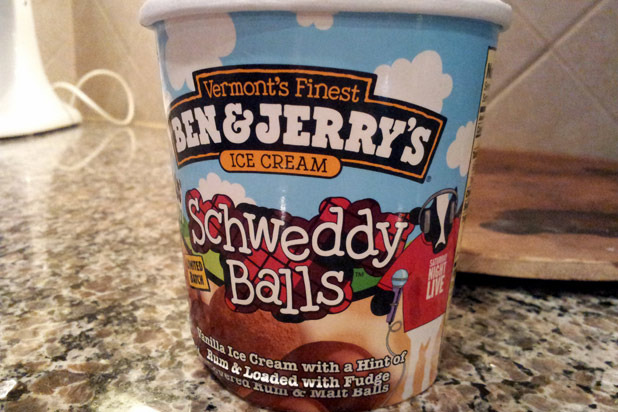 Vermont's Finest
BEN & JERRY'S
ICE CREAM
Schweddy
Balls™
LIMITED
BATCH
SATURDAY
NIGHT
LIVE
Vanilla Ice Cream with a Hint of
Rum & Loaded with Fudge
Covered Rum & Malt Balls